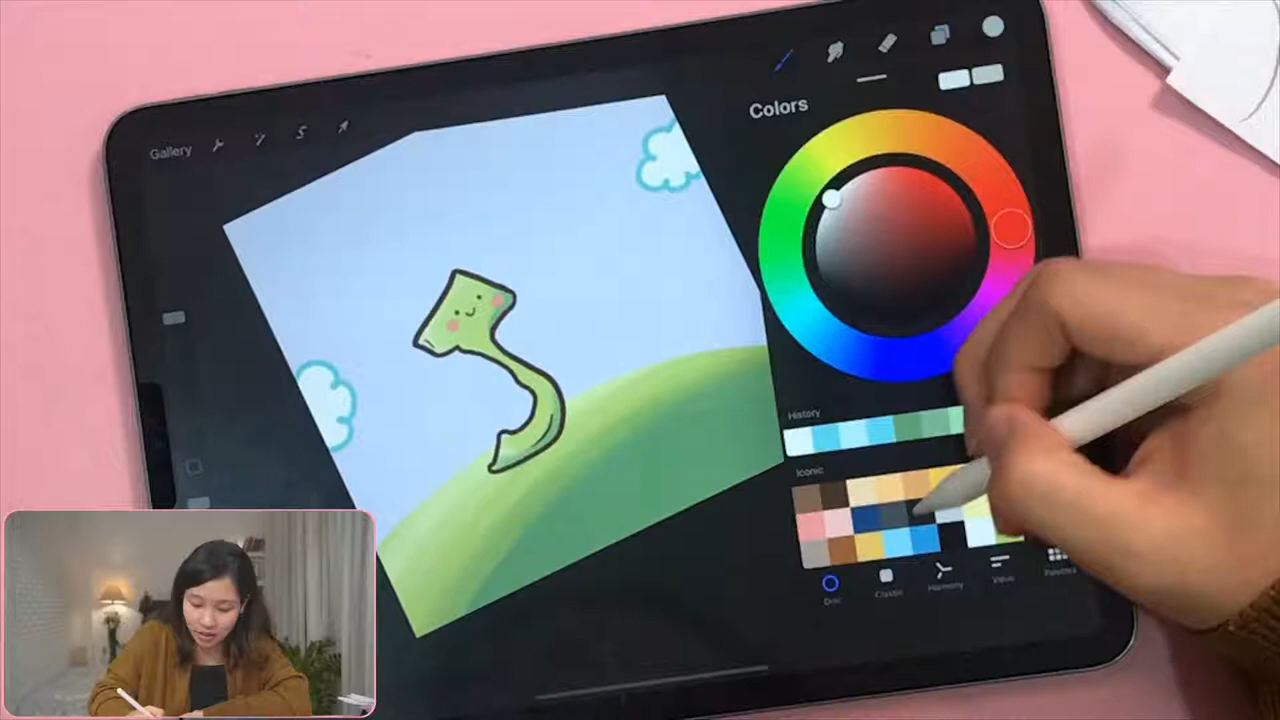 Gallery
Colors
History
Iconic
Disc
Classic
Harmony
Value
Palettes